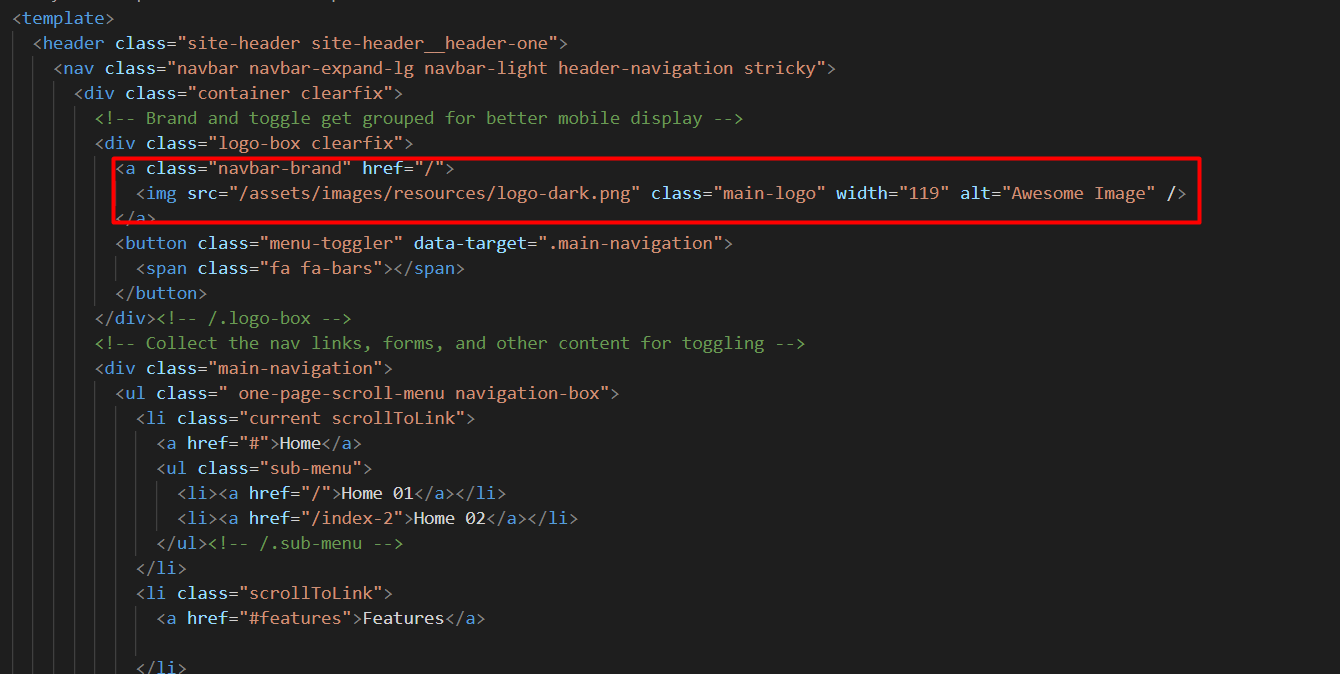 <template>
<header class="site-header site-header__header-one">
<nav class="navbar navbar-expand-lg navbar-light header-navigation stricky">
<div class="container clearfix">
<!-- Brand and toggle get grouped for better mobile display -->
<div class="logo-box clearfix">
<a class="navbar-brand" href="/">
<img src="/assets/images/resources/logo-dark.png" class="main-logo" width="119" alt="Awesome Image" />
</a>
<button class="menu-toggler" data-target=".main-navigation">
<span class="fa fa-bars"></span>
</button>
</div><!-- /.logo-box -->
<!-- Collect the nav links, forms, and other content for toggling -->
<div class="main-navigation">
<ul class=" one-page-scroll-menu navigation-box">
<li class="current scrollToLink">
<a href="#">Home</a>
<ul class="sub-menu">
<li><a href="/">Home 01</a></li>
<li><a href="/index-2">Home 02</a></li>
</ul><!-- /.sub-menu -->
</li>
<li class="scrollToLink">
<a href="#features">Features</a>
</li>